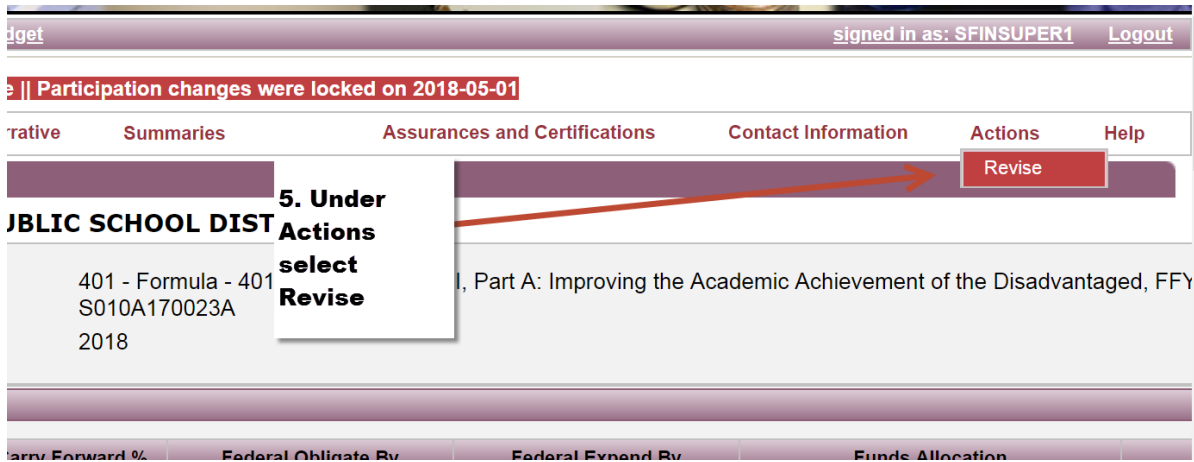 dget signed in as: SFINSUPER1 Logout
e || Participation changes were locked on 2018-05-01
rrative Summaries Assurances and Certifications Contact Information Actions Help
Revise
5. Under
Actions
select
Revise
UBLIC SCHOOL DIST
401 - Formula - 401 I, Part A: Improving the Academic Achievement of the Disadvantaged, FFY
S010A170023A
2018
Carry Forward % Federal Obligate By Federal Expend By Funds Allocation